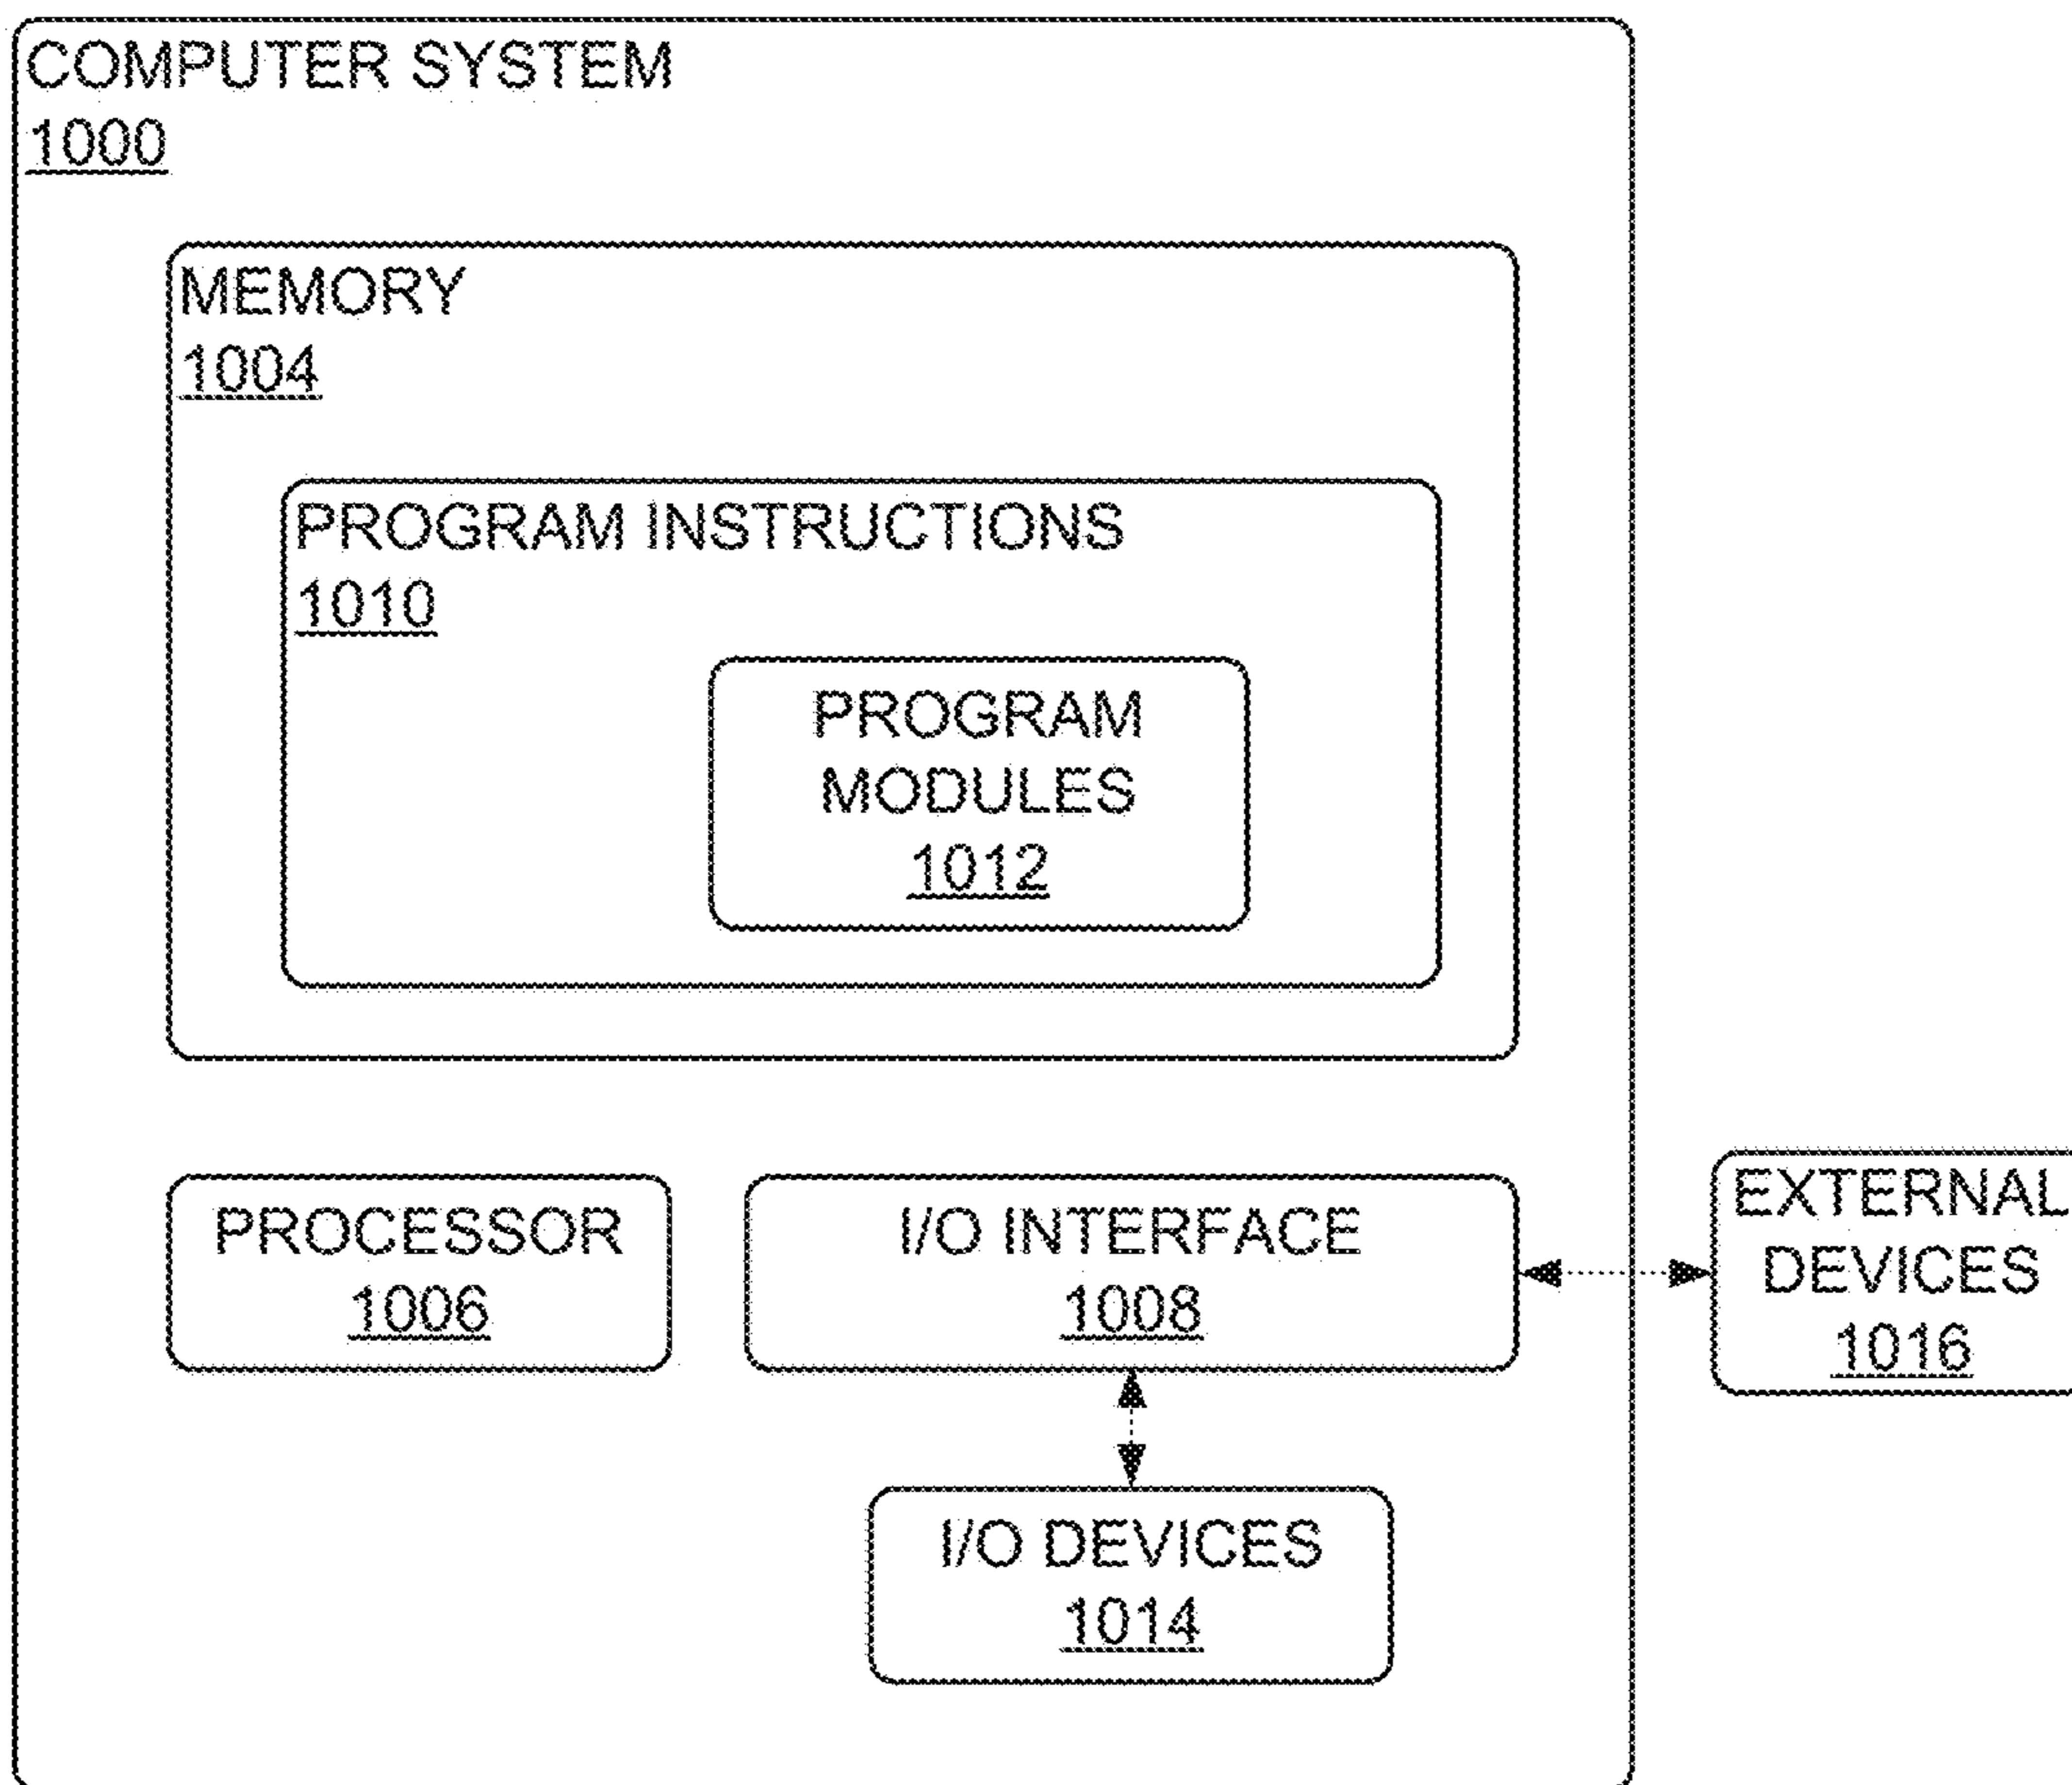 COMPUTER SYSTEM
1000
MEMORY
1004
PROGRAM INSTRUCTIONS
1010
PROGRAM
MODULES
1012
PROCESSOR
1006
I/O INTERFACE
1008
EXTERNAL
DEVICES
1016
I/O DEVICES
1014